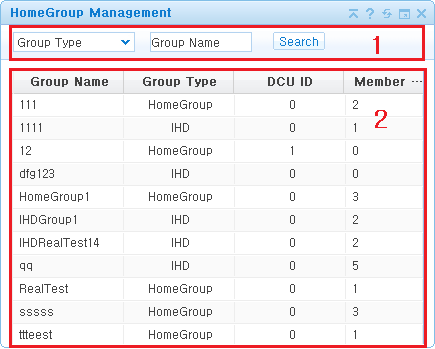 HomeGroup Management
Group Type Group Name Search 1
Group Name Group Type DCU ID Member ...
111 HomeGroup 0 2
2
1111 IHD 0 1
12 HomeGroup 1 0
dfg123 IHD 0 0
HomeGroup1 HomeGroup 0 3
IHDGroup1 IHD 0 2
IHDRealTest14 IHD 0 2
qq IHD 0 5
RealTest HomeGroup 0 1
sssss HomeGroup 0 3
ttteest HomeGroup 0 1